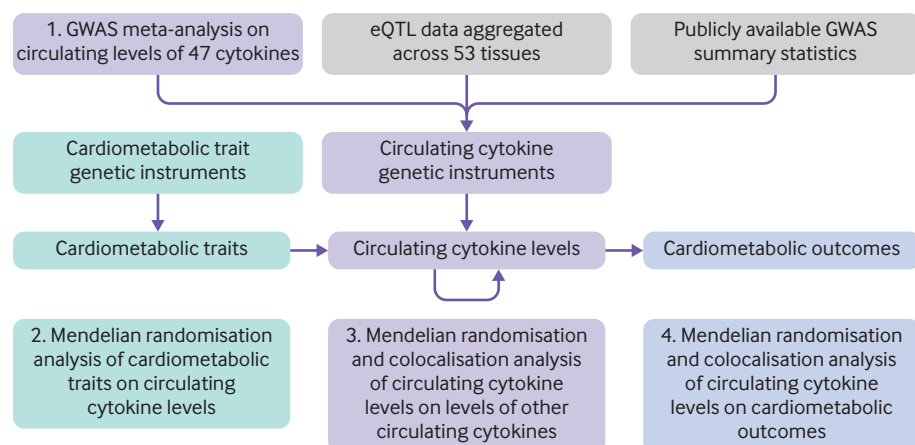 1. GWAS meta-analysis on
circulating levels of 47 cytokines
eQTL data aggregated
across 53 tissues
Publicly available GWAS
summary statistics
Cardiometabolic trait
genetic instruments
Circulating cytokine
genetic instruments
Cardiometabolic traits
Circulating cytokine levels
Cardiometabolic outcomes
2. Mendelian randomisation
analysis of cardiometabolic
traits on circulating
cytokine levels
3. Mendelian randomisation
and colocalisation analysis
of circulating cytokine
levels on levels of other
circulating cytokines
4. Mendelian randomisation
and colocalisation analysis
of circulating cytokine
levels on cardiometabolic
outcomes